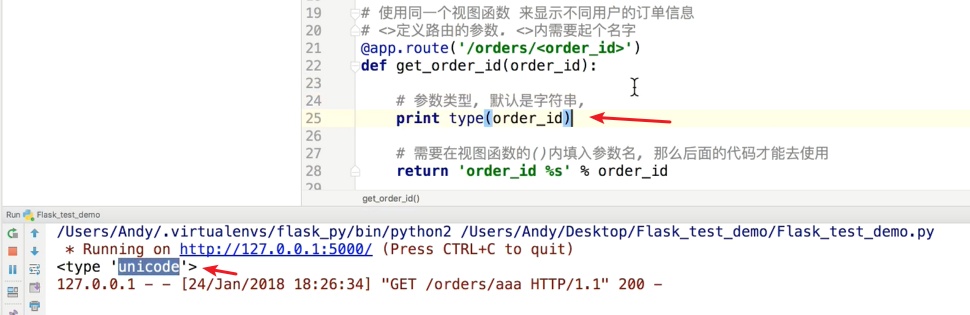 19 # 使用同一个视图函数 来显示不同用户的订单信息
20 # <>定义路由的参数. <>内需要起个名字
21 @app.route('/orders/<order_id>')
22 def get_order_id(order_id):
23
24 # 参数类型, 默认是字符串,
25 print type(order_id)
26
27 # 需要在视图函数的()内填入参数名, 那么后面的代码才能去使用
28 return 'order_id %s' % order_id
29
get_order_id()
Run Flask_test_demo
/Users/Andy/.virtualenvs/flask_py/bin/python2 /Users/Andy/Desktop/Flask_test_demo/Flask_test_demo.py
* Running on http://127.0.0.1:5000/ (Press CTRL+C to quit)
<type 'unicode'>
127.0.0.1 - - [24/Jan/2018 18:26:34] "GET /orders/aaa HTTP/1.1" 200 -